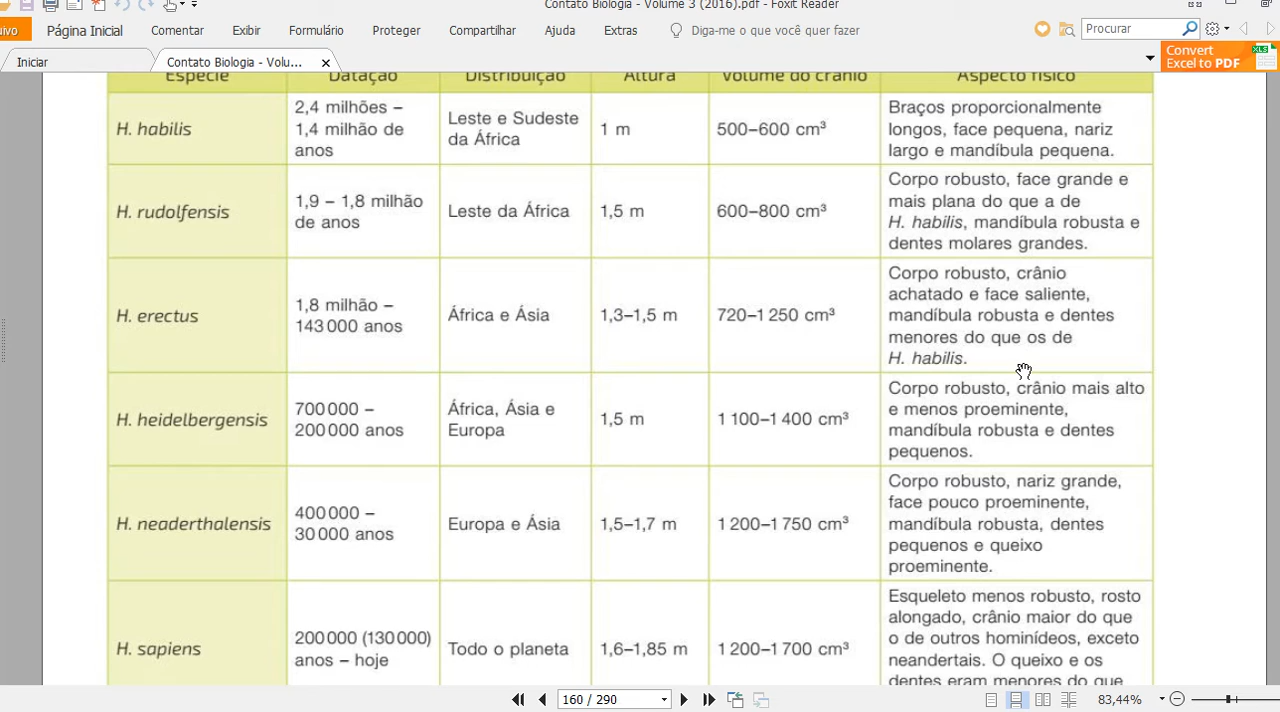 Contato Biologia - Volume 3 (2016).pdf - Foxit Reader
ivo Página Inicial Comentar Exibir Formulário Proteger Compartilhar Ajuda Extras Diga-me o que você quer fazer Procurar
Iniciar Contato Biologia - Volu... x Convert
Excel to PDF XLS
Espécie Datação Distribuição Altura Volume do crânio Aspecto físico
H. habilis
2,4 milhões –
1,4 milhão de
anos
Leste e Sudeste
da África
1 m
500–600 cm³
Braços proporcionalmente
longos, face pequena, nariz
largo e mandíbula pequena.
H. rudolfensis
1,9 – 1,8 milhão
de anos
Leste da África
1,5 m
600–800 cm³
Corpo robusto, face grande e
mais plana do que a de
H. habilis, mandíbula robusta e
dentes molares grandes.
H. erectus
1,8 milhão –
143 000 anos
África e Ásia
1,3–1,5 m
720–1 250 cm³
Corpo robusto, crânio
achatado e face saliente,
mandíbula robusta e dentes
menores do que os de
H. habilis.
H. heidelbergensis
700 000 –
200 000 anos
África, Ásia e
Europa
1,5 m
1 100–1 400 cm³
Corpo robusto, crânio mais alto
e menos proeminente,
mandíbula robusta e dentes
pequenos.
H. neaderthalensis
400 000 –
30 000 anos
Europa e Ásia
1,5–1,7 m
1 200–1 750 cm³
Corpo robusto, nariz grande,
face pouco proeminente,
mandíbula robusta, dentes
pequenos e queixo
proeminente.
H. sapiens
200 000 (130 000)
anos – hoje
Todo o planeta
1,6–1,85 m
1 200–1 700 cm³
Esqueleto menos robusto, rosto
alongado, crânio maior do que
o de outros hominídeos, exceto
neandertais. O queixo e os
dentes eram menores do que
160 / 290 83,44%